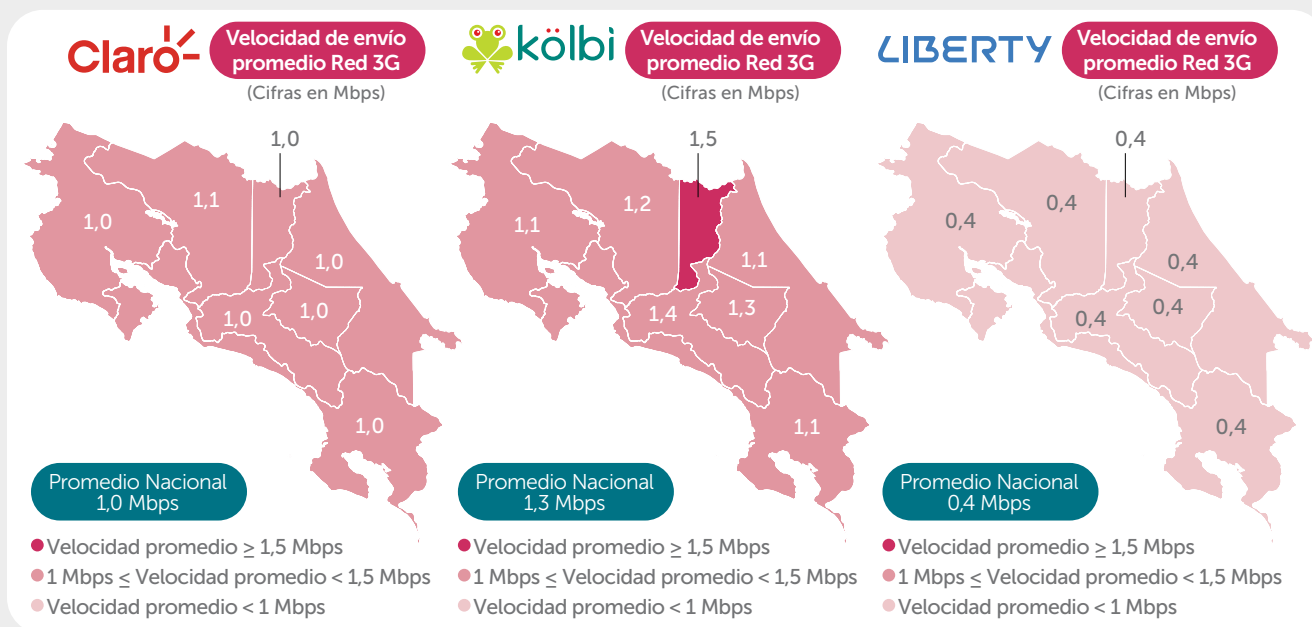 Claro
Velocidad de envío
promedio Red 3G
(Cifras en Mbps)
1,0
1,1
1,0
1,0
1,0
1,0
1,0
Promedio Nacional
1,0 Mbps
Velocidad promedio ≥ 1,5 Mbps
1 Mbps ≤ Velocidad promedio < 1,5 Mbps
Velocidad promedio < 1 Mbps
kölbi
Velocidad de envío
promedio Red 3G
(Cifras en Mbps)
1,5
1,2
1,1
1,1
1,4
1,3
1,1
Promedio Nacional
1,3 Mbps
Velocidad promedio ≥ 1,5 Mbps
1 Mbps ≤ Velocidad promedio < 1,5 Mbps
Velocidad promedio < 1 Mbps
LIBERTY
Velocidad de envío
promedio Red 3G
(Cifras en Mbps)
0,4
0,4
0,4
0,4
0,4
0,4
0,4
Promedio Nacional
0,4 Mbps
Velocidad promedio ≥ 1,5 Mbps
1 Mbps ≤ Velocidad promedio < 1,5 Mbps
Velocidad promedio < 1 Mbps